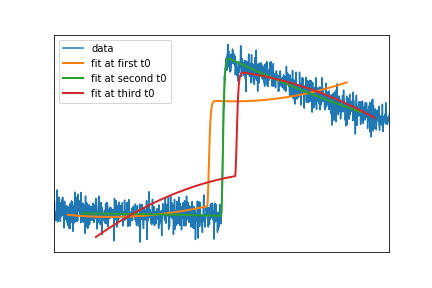 data
fit at first t0
fit at second t0
fit at third t0